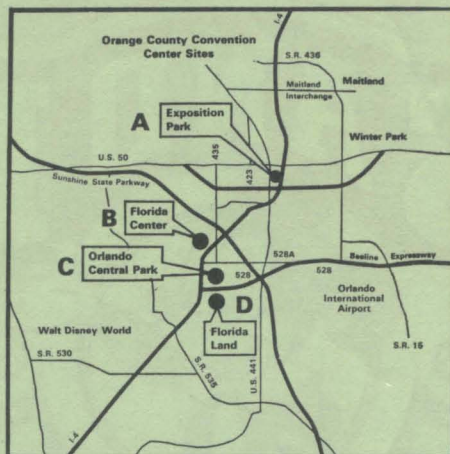 I-4
Orange County Convention
Center Sites
S.R. 436
Maitland
Interchange
Maitland
A
Exposition
Park
Winter Park
U.S. 50
435
423
Sunshine State Parkway
B
Florida
Center
C
Orlando
Central Park
528A
Beeline Expressway
528
528
D
Florida
Land
Orlando
International
Airport
Walt Disney World
S.R. 530
S.R. 535
U.S. 441
S.R. 15
I-4